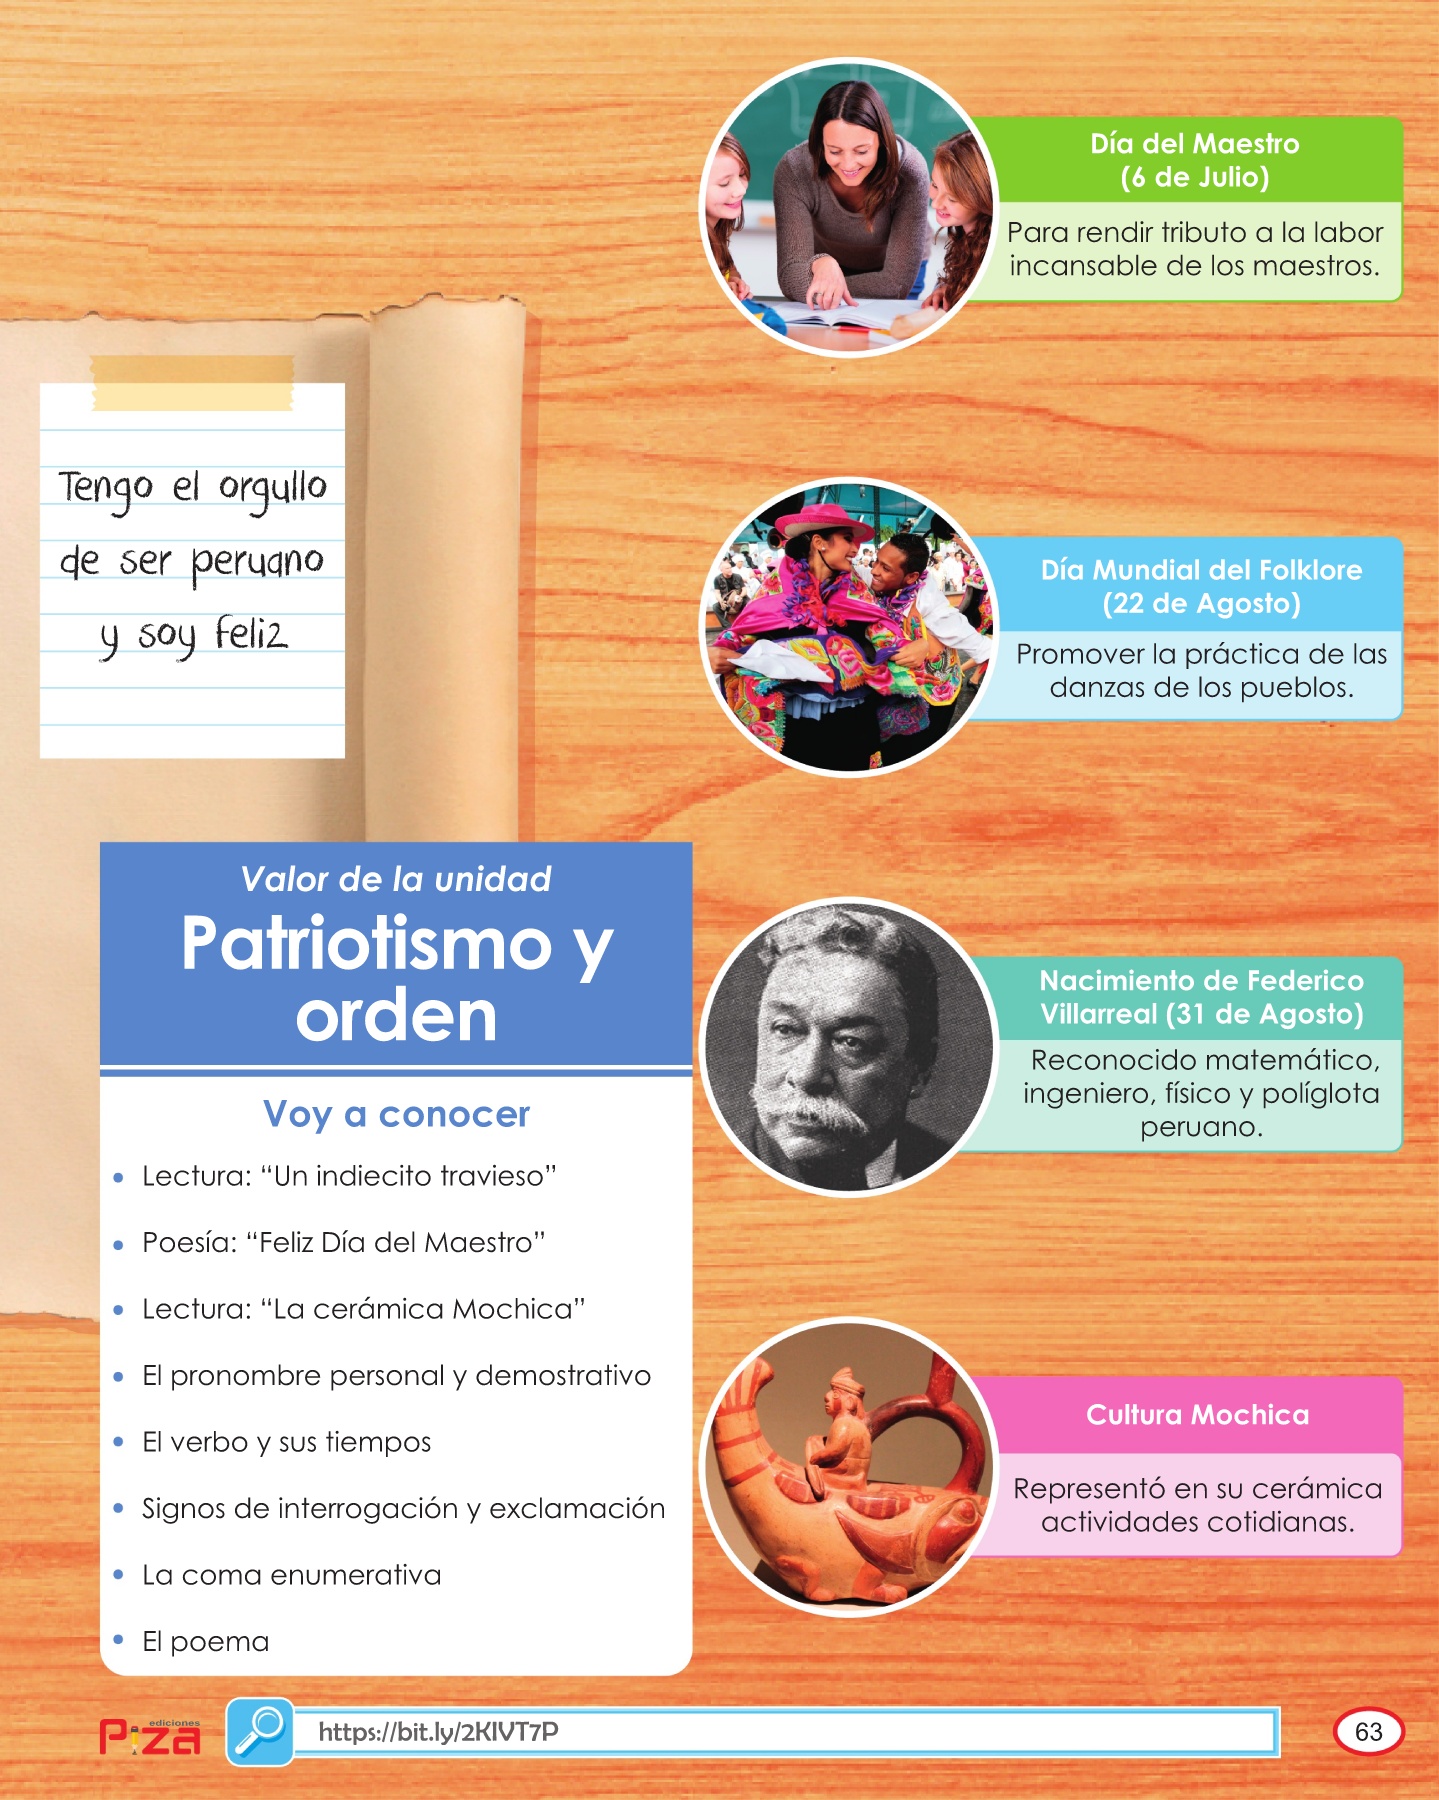 Día del Maestro
(6 de Julio)
Para rendir tributo a la labor
incansable de los maestros.
Tengo el orgullo
de ser peruano
y soy feliz
Día Mundial del Folklore
(22 de Agosto)
Promover la práctica de las
danzas de los pueblos.
Valor de la unidad
Patriotismo y
orden
Voy a conocer
• Lectura: “Un indiecito travieso”
• Poesía: “Feliz Día del Maestro”
• Lectura: “La cerámica Mochica”
• El pronombre personal y demostrativo
• El verbo y sus tiempos
• Signos de interrogación y exclamación
• La coma enumerativa
• El poema
Nacimiento de Federico
Villarreal (31 de Agosto)
Reconocido matemático,
ingeniero, físico y políglota
peruano.
Cultura Mochica
Representó en su cerámica
actividades cotidianas.
ediciones
Piza
https://bit.ly/2KIVT7P
63